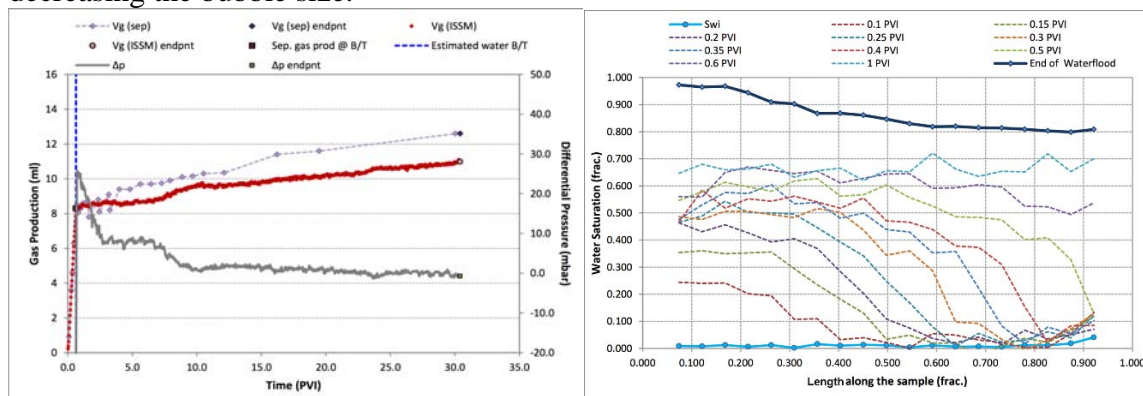 decreasing the bubble size.
Vg (sep) Vg (sep) endpnt Vg (ISSM)
Vg (ISSM) endpnt Sep. gas prod @ B/T Estimated water B/T
Δp Δp endpnt
16
14
12
10
8
6
4
2
0
Gas Production (ml)
50.0
40.0
30.0
20.0
10.0
0.0
-10.0
-20.0
Differential Pressure (mbar)
0.0 5.0 10.0 15.0 20.0 25.0 30.0 35.0
Time (PVI)
Swi 0.1 PVI 0.15 PVI
0.2 PVI 0.25 PVI 0.3 PVI
0.35 PVI 0.4 PVI 0.5 PVI
0.6 PVI 1 PVI End of Waterflood
1.000
0.900
0.800
0.700
0.600
0.500
0.400
0.300
0.200
0.100
0.000
Water Saturation (frac.)
0.000 0.100 0.200 0.300 0.400 0.500 0.600 0.700 0.800 0.900 1.000
Length along the sample (frac.)